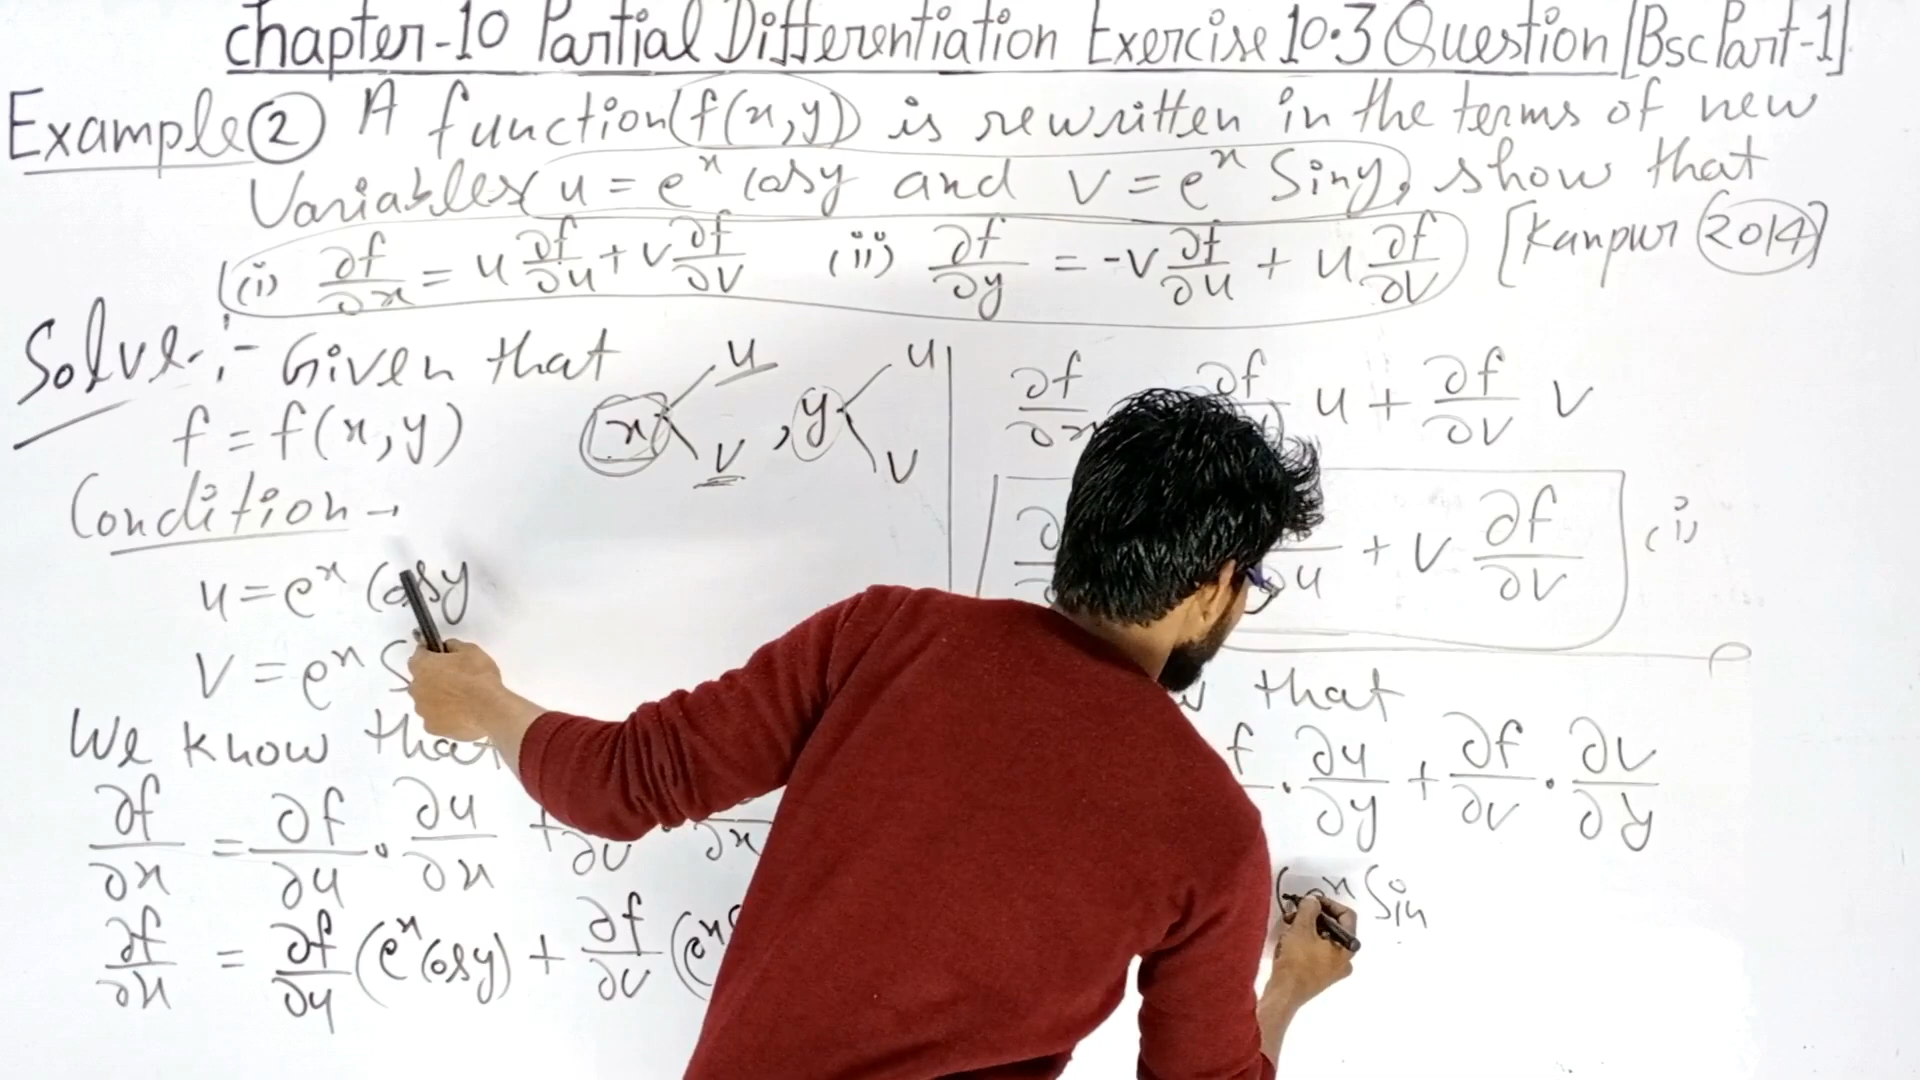 Chapter-10 Partial Differentiation Exercise 10.3 Question [Bsc Part-1]
Example ② A function f(x,y) is rewritten in the terms of new
Variables u = e^x Cosy and v = e^x Siny, show that
(i) ∂f/∂x = u ∂f/∂u + v ∂f/∂v (ii) ∂f/∂y = -v ∂f/∂u + u ∂f/∂v [Kanpur 2014]
Solve:- Given that
f = f(x,y)
x u v , y u v
Condition →
u = e^x Cosy
v = e^x S
We know that
∂f/∂x = ∂f/∂u · ∂u/∂x + ∂v · ∂x
∂f/∂x = ∂f/∂u (e^x Cosy) + ∂f/∂v (e^x
∂f/∂x ∂f u + ∂f/∂v v
∂ ∂u + v ∂f/∂v (i)
that
f · ∂u/∂y + ∂f/∂v · ∂v/∂y
e^x Sin